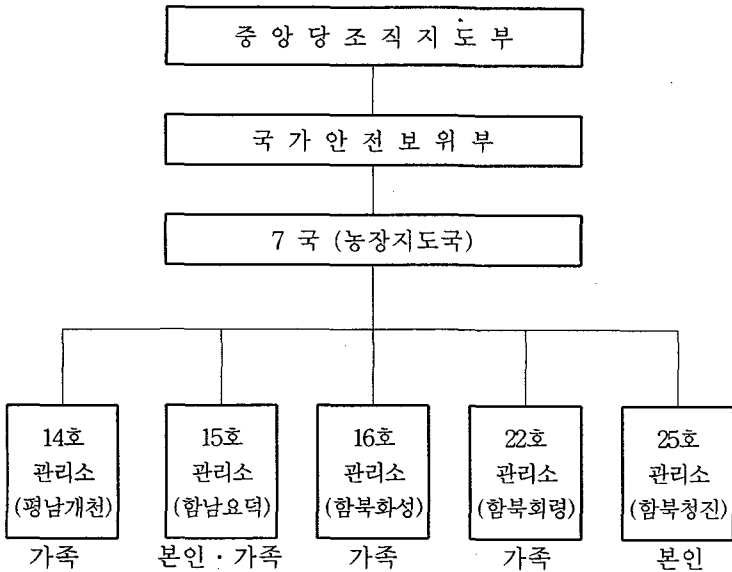 중 앙 당 조 직 지 도 부
국 가 안 전 보 위 부
7 국 (농장지도국)
14호
관리소
(평남개천)
가족
15호
관리소
(함남요덕)
본인 · 가족
16호
관리소
(함북화성)
가족
22호
관리소
(함북회령)
가족
25호
관리소
(함북청진)
본인